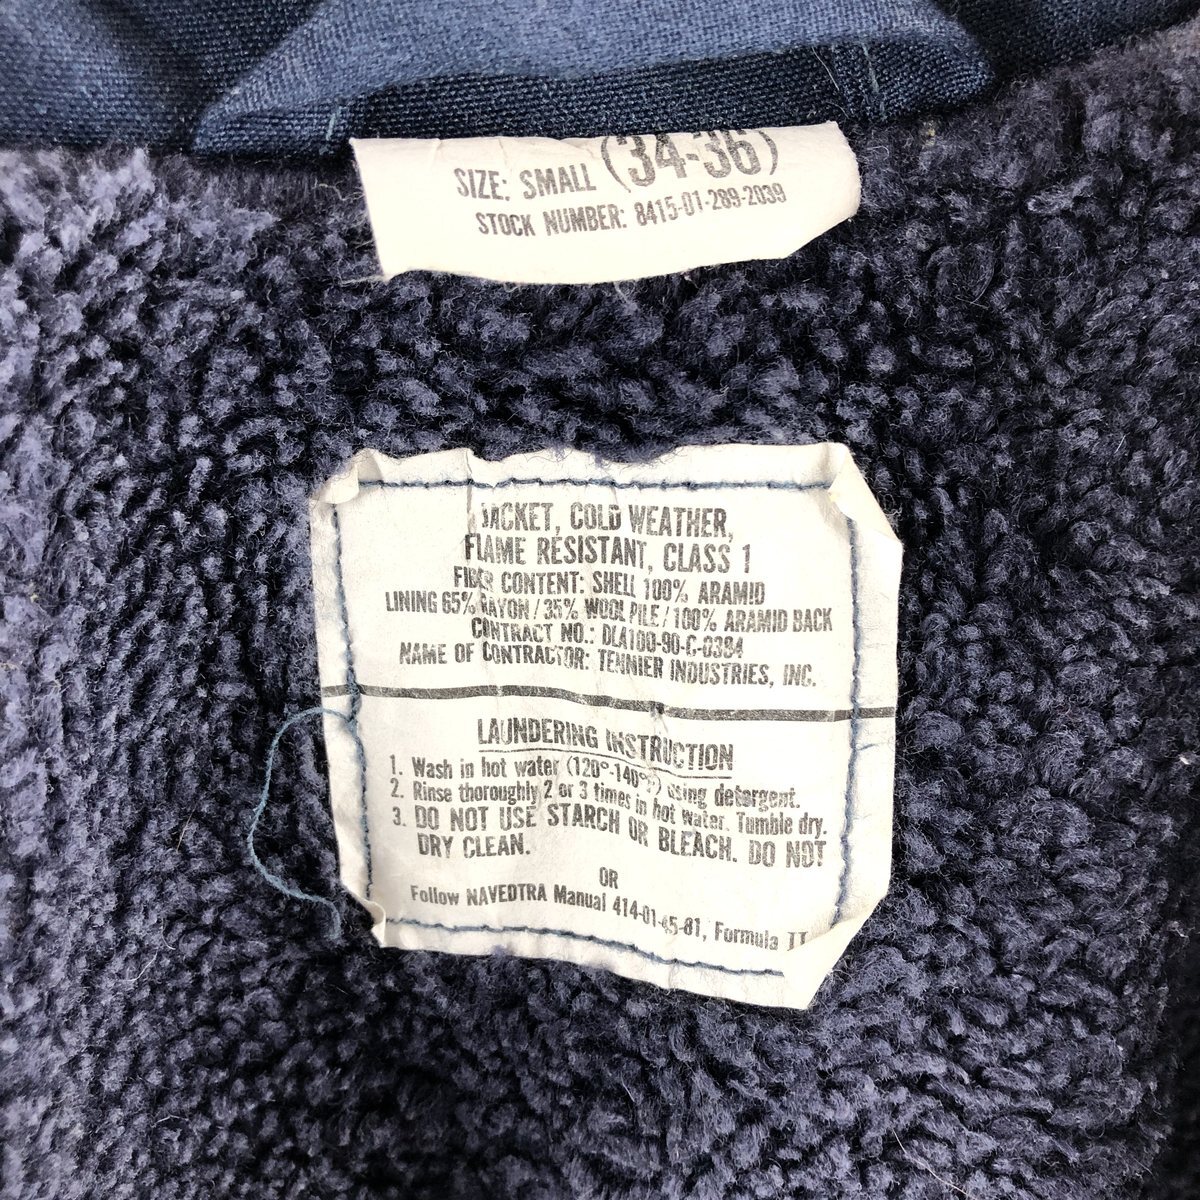 SIZE: SMALL (34-36)
STOCK NUMBER: 8415-01-289-2039
JACKET, COLD WEATHER,
FLAME RESISTANT, CLASS 1
FIBER CONTENT: SHELL 100% ARAMID
LINING 65% RAYON / 35% WOOL PILE / 100% ARAMID BACK
CONTRACT NO.: DLA100-90-C-0384
NAME OF CONTRACTOR: TENNIER INDUSTRIES, INC.
LAUNDERING INSTRUCTION
1. Wash in hot water (120°-140°F) using detergent.
2. Rinse thoroughly 2 or 3 times in hot water. Tumble dry.
3. DO NOT USE STARCH OR BLEACH. DO NOT
DRY CLEAN.
OR
Follow NAVEDTRA Manual 414-01-45-81, Formula II